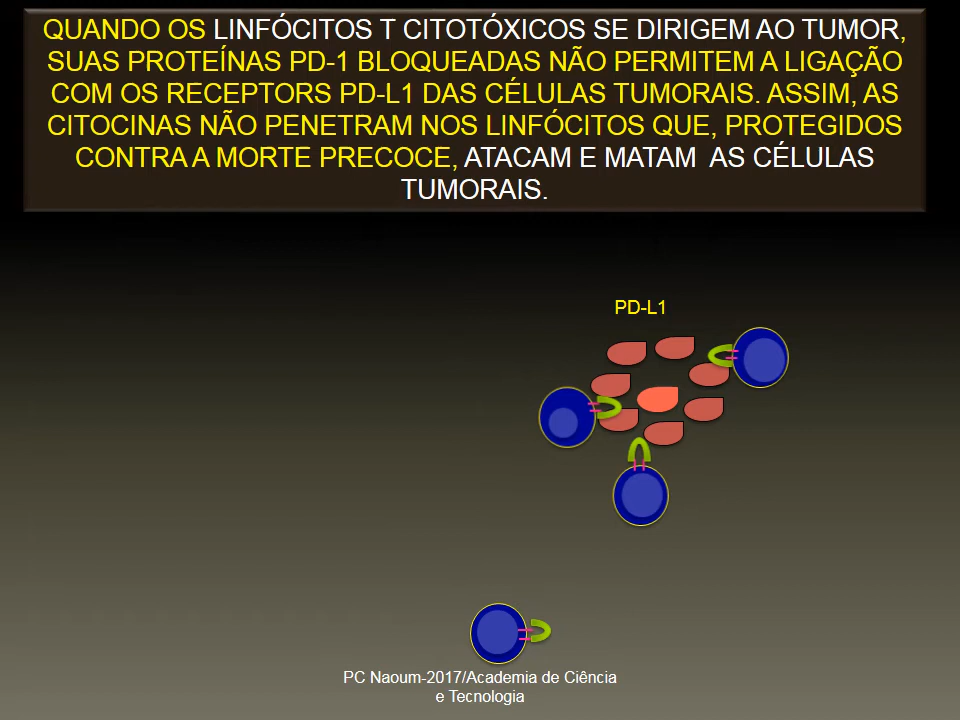 QUANDO OS LINFÓCITOS T CITOTÓXICOS SE DIRIGEM AO TUMOR,
SUAS PROTEÍNAS PD-1 BLOQUEADAS NÃO PERMITEM A LIGAÇÃO
COM OS RECEPTORS PD-L1 DAS CÉLULAS TUMORAIS. ASSIM, AS
CITOCINAS NÃO PENETRAM NOS LINFÓCITOS QUE, PROTEGIDOS
CONTRA A MORTE PRECOCE, ATACAM E MATAM  AS CÉLULAS
TUMORAIS.
PD-L1
PC Naoum-2017/Academia de Ciência
e Tecnologia